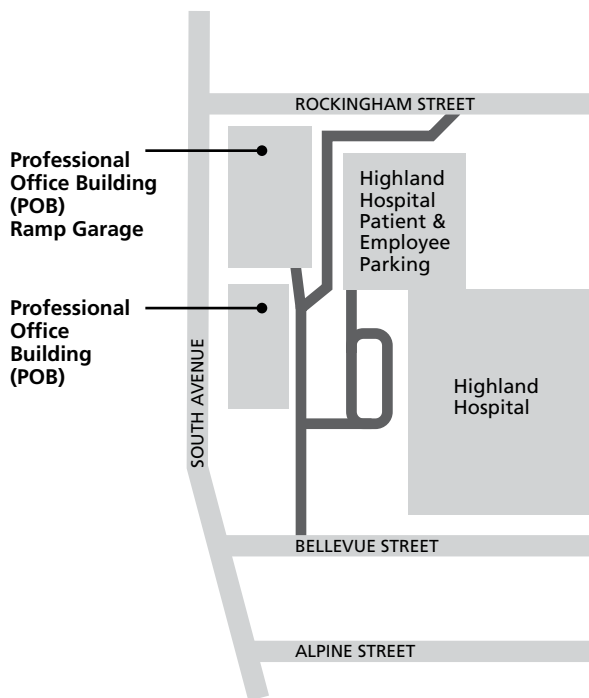 ROCKINGHAM STREET
Professional
Office Building
(POB)
Ramp Garage
Highland
Hospital
Patient &
Employee
Parking
Professional
Office
Building
(POB)
SOUTH AVENUE
Highland
Hospital
BELLEVUE STREET
ALPINE STREET